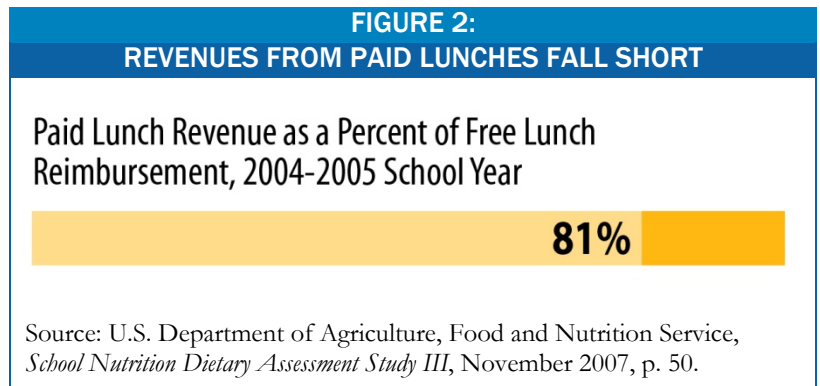 FIGURE 2:
REVENUES FROM PAID LUNCHES FALL SHORT
Paid Lunch Revenue as a Percent of Free Lunch
Reimbursement, 2004-2005 School Year
81%
Source: U.S. Department of Agriculture, Food and Nutrition Service,
School Nutrition Dietary Assessment Study III, November 2007, p. 50.